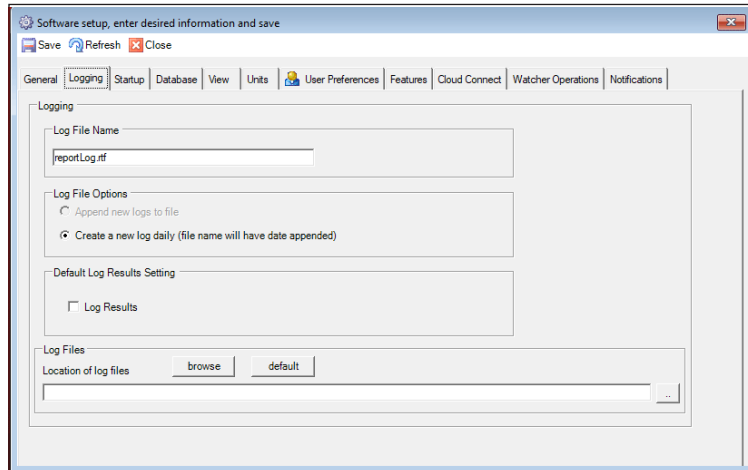 Software setup, enter desired information and save
Save Refresh Close
General Logging Startup Database View Units User Preferences Features Cloud Connect Watcher Operations Notifications
Logging
Log File Name
reportLog.rtf
Log File Options
Append new logs to file
Create a new log daily (file name will have date appended)
Default Log Results Setting
Log Results
Log Files
Location of log files browse default
..